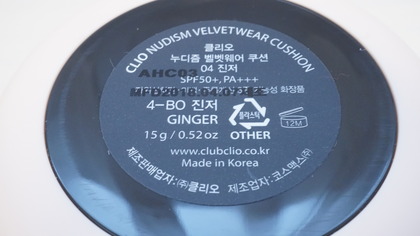 CLIO NUDISM VELVETWEAR CUSHION
클리오
누디즘 벨벳웨어 쿠션
04 진저
SPF50+, PA+++
AHC03
4-BO 진저
GINGER
플라스틱
OTHER
12M
15g / 0.52oz
www.clubclio.co.kr
Made in Korea
제조판매업자: (주)클리오 제조업자: 코스맥스(주)